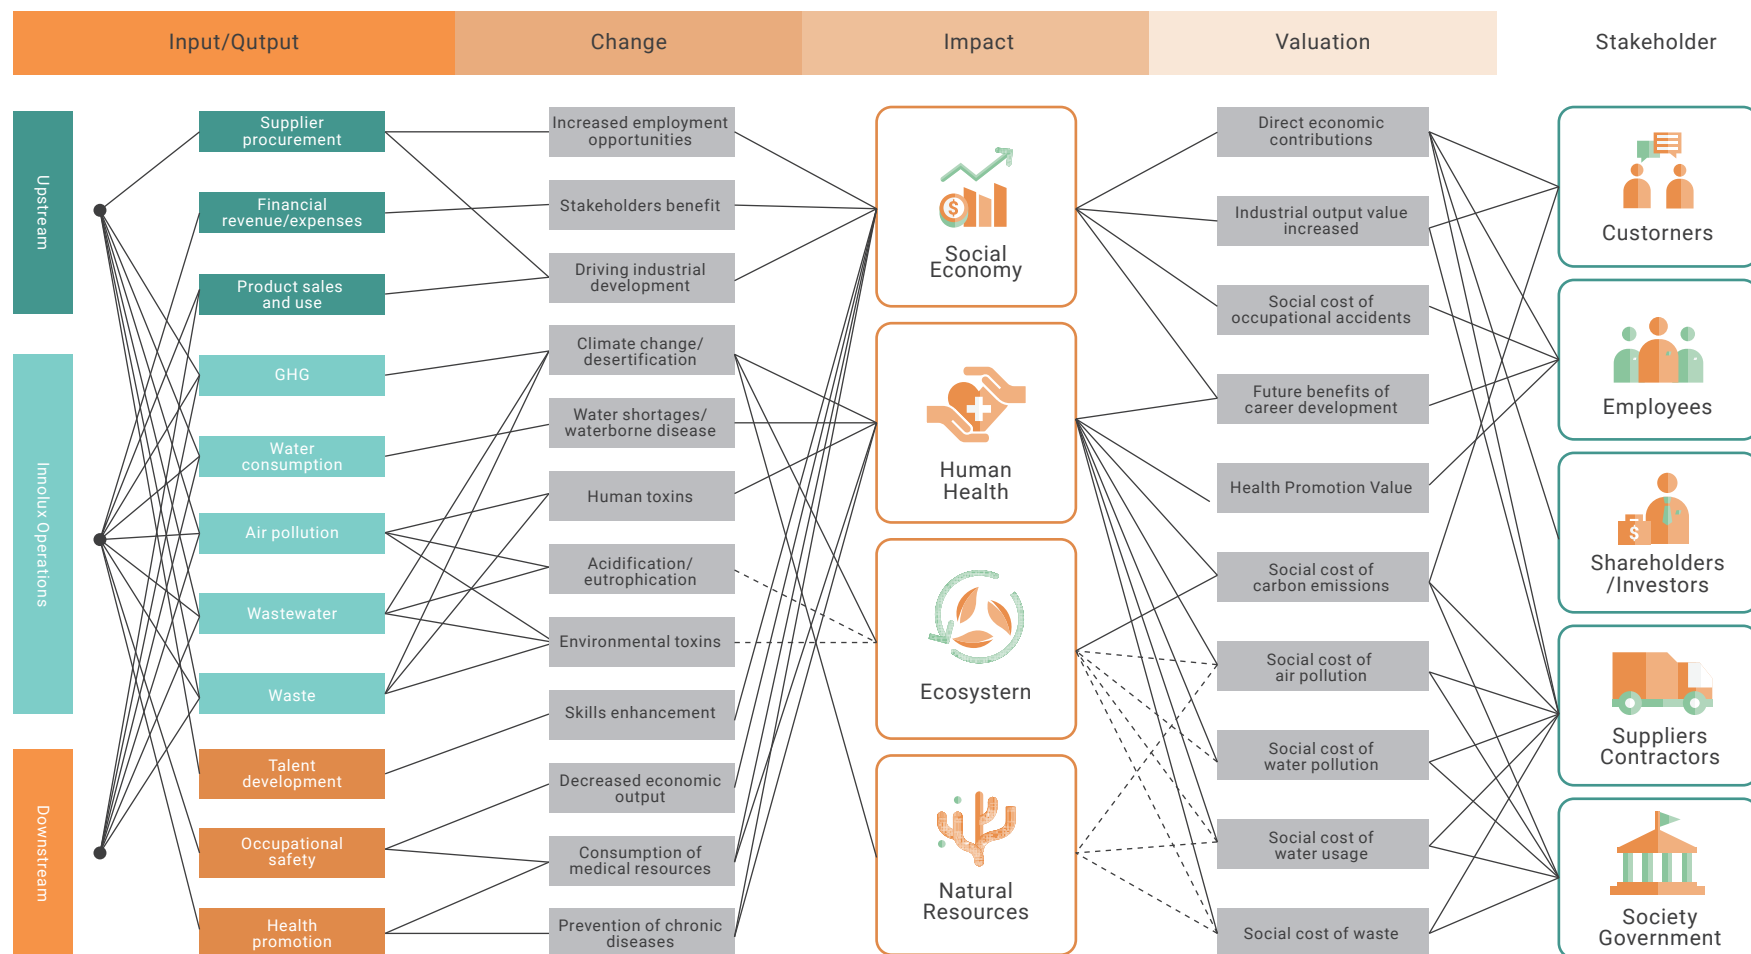 Input/Qutput
Change
Impact
Valuation
Stakeholder
Upstream
Innolux Operations
Downstream
Supplier
procurement
Financial
revenue/expenses
Product sales
and use
GHG
Water
consumption
Air pollution
Wastewater
Waste
Talent
development
Occupational
safety
Health
promotion
Increased employment
opportunities
Stakeholders benefit
Driving industrial
development
Climate change/
desertification
Water shortages/
waterborne disease
Human toxins
Acidification/
eutrophication
Environmental toxins
Skills enhancement
Decreased economic
output
Consumption of
medical resources
Prevention of chronic
diseases
$
Social
Economy
Human
Health
Ecosystern
Natural
Resources
Direct economic
contributions
Industrial output value
increased
Social cost of
occupational accidents
Future benefits of
career development
Health Promotion Value
Social cost of
carbon emissions
Social cost of
air pollution
Social cost of
water pollution
Social cost of
water usage
Social cost of waste
Custorners
Employees
$
Shareholders
/Investors
Suppliers
Contractors
Society
Government